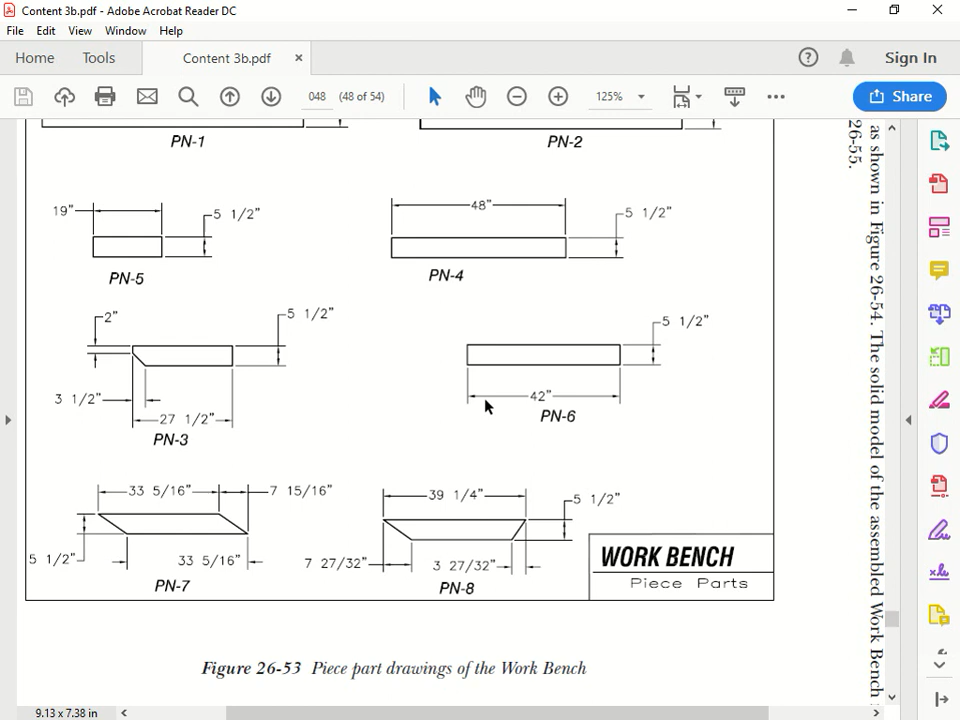 Content 3b.pdf - Adobe Acrobat Reader DC
File Edit View Window Help
Home Tools Content 3b.pdf × Sign In
048 (48 of 54) 125% Share
PN-1 PN-2
19" 5 1/2" 48" 5 1/2"
PN-5 PN-4
2" 5 1/2" 5 1/2"
3 1/2" 42"
27 1/2" PN-6
PN-3
33 5/16" 7 15/16" 39 1/4" 5 1/2"
5 1/2" 33 5/16" 7 27/32" 3 27/32"
PN-7 PN-8
WORK BENCH
Piece Parts
Figure 26-53 Piece part drawings of the Work Bench
as shown in Figure 26-54. The solid model of the assembled Work Bench
26-55.
9.13 x 7.38 in